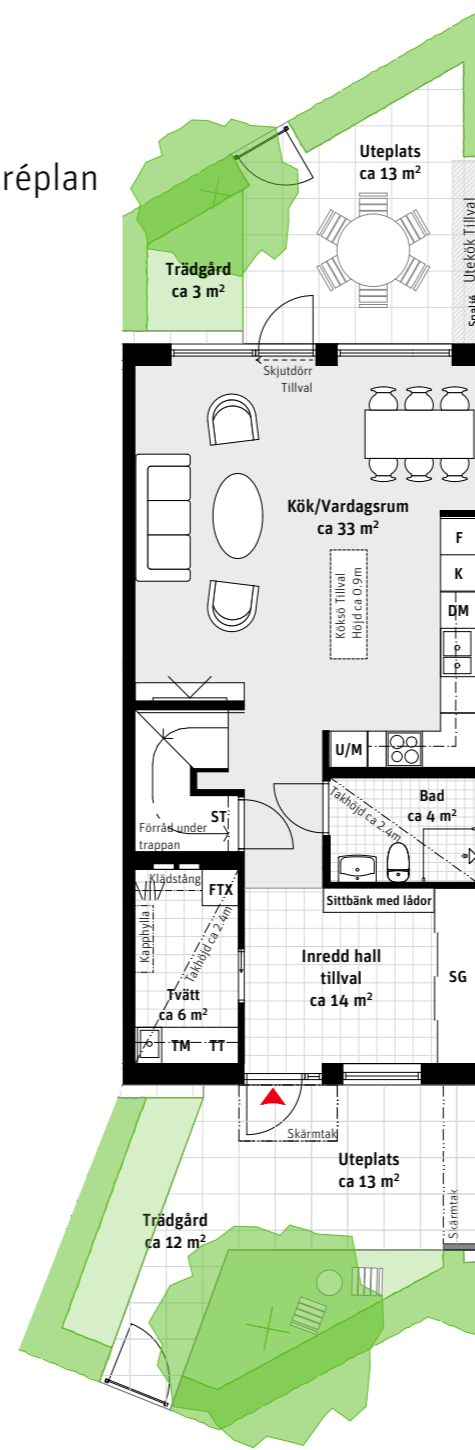 réplan
Uteplats
ca 13 m²
Utekök Tillval
Spaljé
Trädgård
ca 3 m²
Skjutdörr
Tillval
Kök/Vardagsrum
ca 33 m²
F
K
DM
Köksö Tillval
Höjd ca 0.9m
U/M
ST
Förråd under
trappan
Bad
ca 4 m²
Takhöjd ca 2.4m
Klädstång
FTX
Kapphylla
Takhöjd ca 2.4m
Sittbänk med lådor
Inredd hall
tillval
ca 14 m²
SG
Tvätt
ca 6 m²
TM
TT
Skärmtak
Uteplats
ca 13 m²
Skärmtak
Trädgård
ca 12 m²